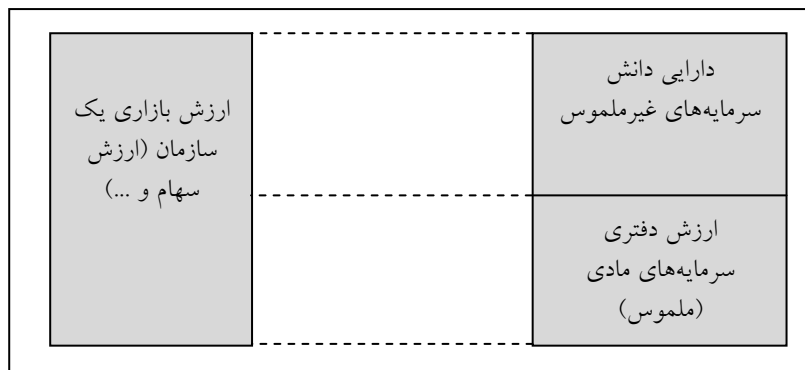 دارایی دانش
سرمایه‌های غیرملموس
ارزش دفتری
سرمایه‌های مادی
(ملموس)
ارزش بازاری یک
سازمان (ارزش
سهام و ...)